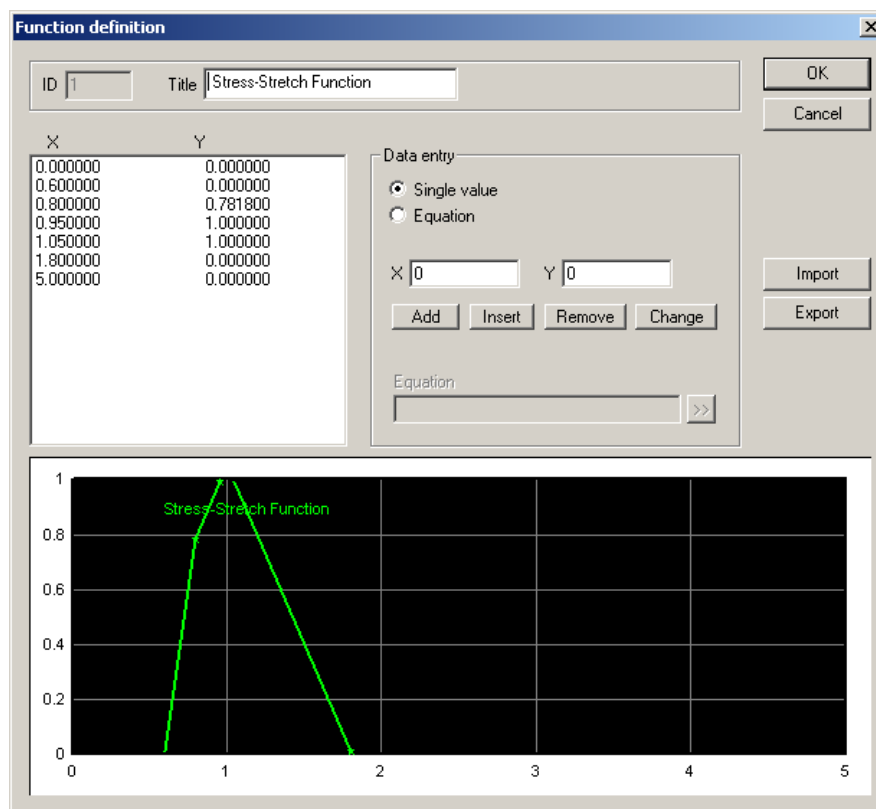 Function definition
ID 1 Title Stress-Stretch Function
OK
Cancel
X Y
0.000000 0.000000
0.600000 0.000000
0.800000 0.781800
0.950000 1.000000
1.050000 1.000000
1.800000 0.000000
5.000000 0.000000
Data entry
Single value
Equation
X 0 Y 0
Add Insert Remove Change
Equation
>>
Import
Export
1
Stress-Stretch Function
0.8
0.6
0.4
0.2
0
0 1 2 3 4 5